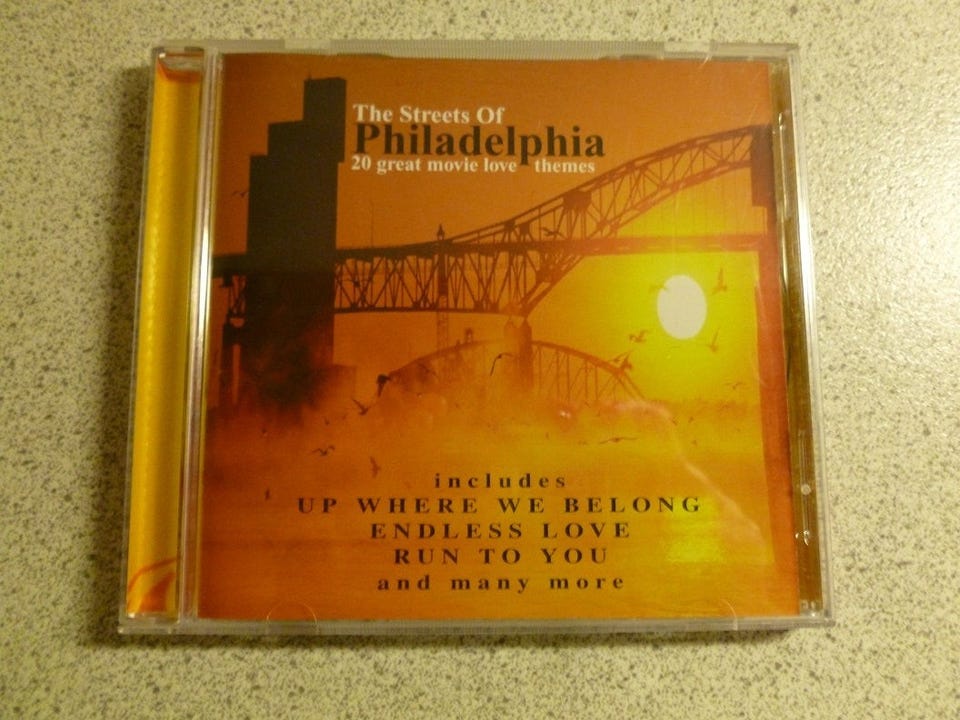 The Streets Of
Philadelphia
20 great movie love themes
includes
UP WHERE WE BELONG
ENDLESS LOVE
RUN TO YOU
and many more